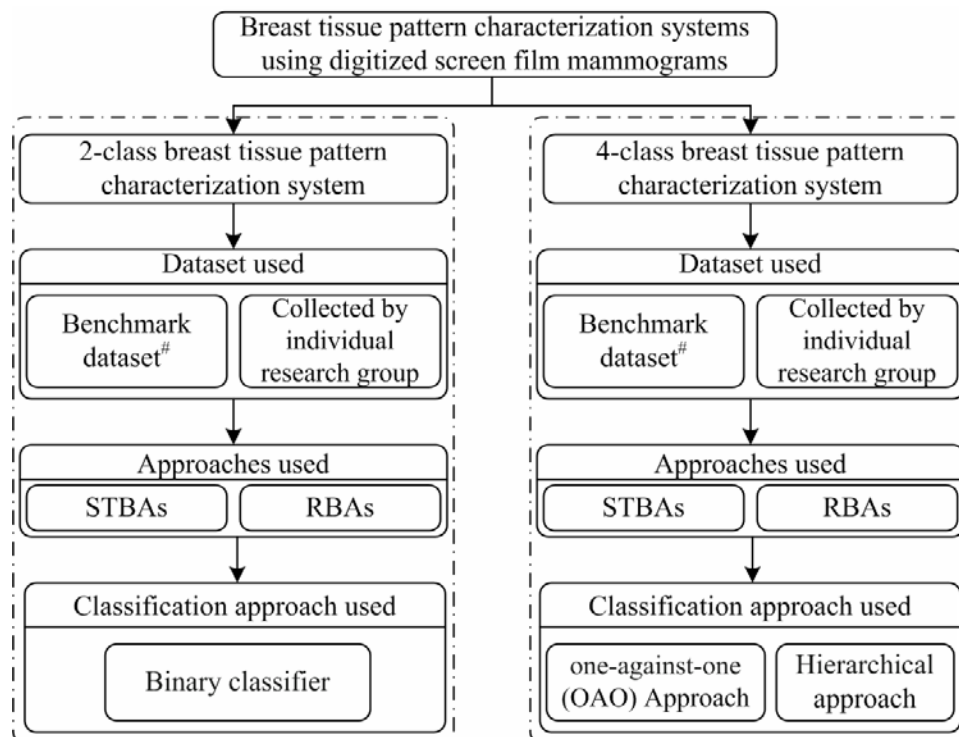 Breast tissue pattern characterization systems
using digitized screen film mammograms
2-class breast tissue pattern
characterization system
Dataset used
Benchmark
dataset#
Collected by
individual
research group
Approaches used
STBAs
RBAs
Classification approach used
Binary classifier
4-class breast tissue pattern
characterization system
Dataset used
Benchmark
dataset#
Collected by
individual
research group
Approaches used
STBAs
RBAs
Classification approach used
one-against-one
(OAO) Approach
Hierarchical
approach